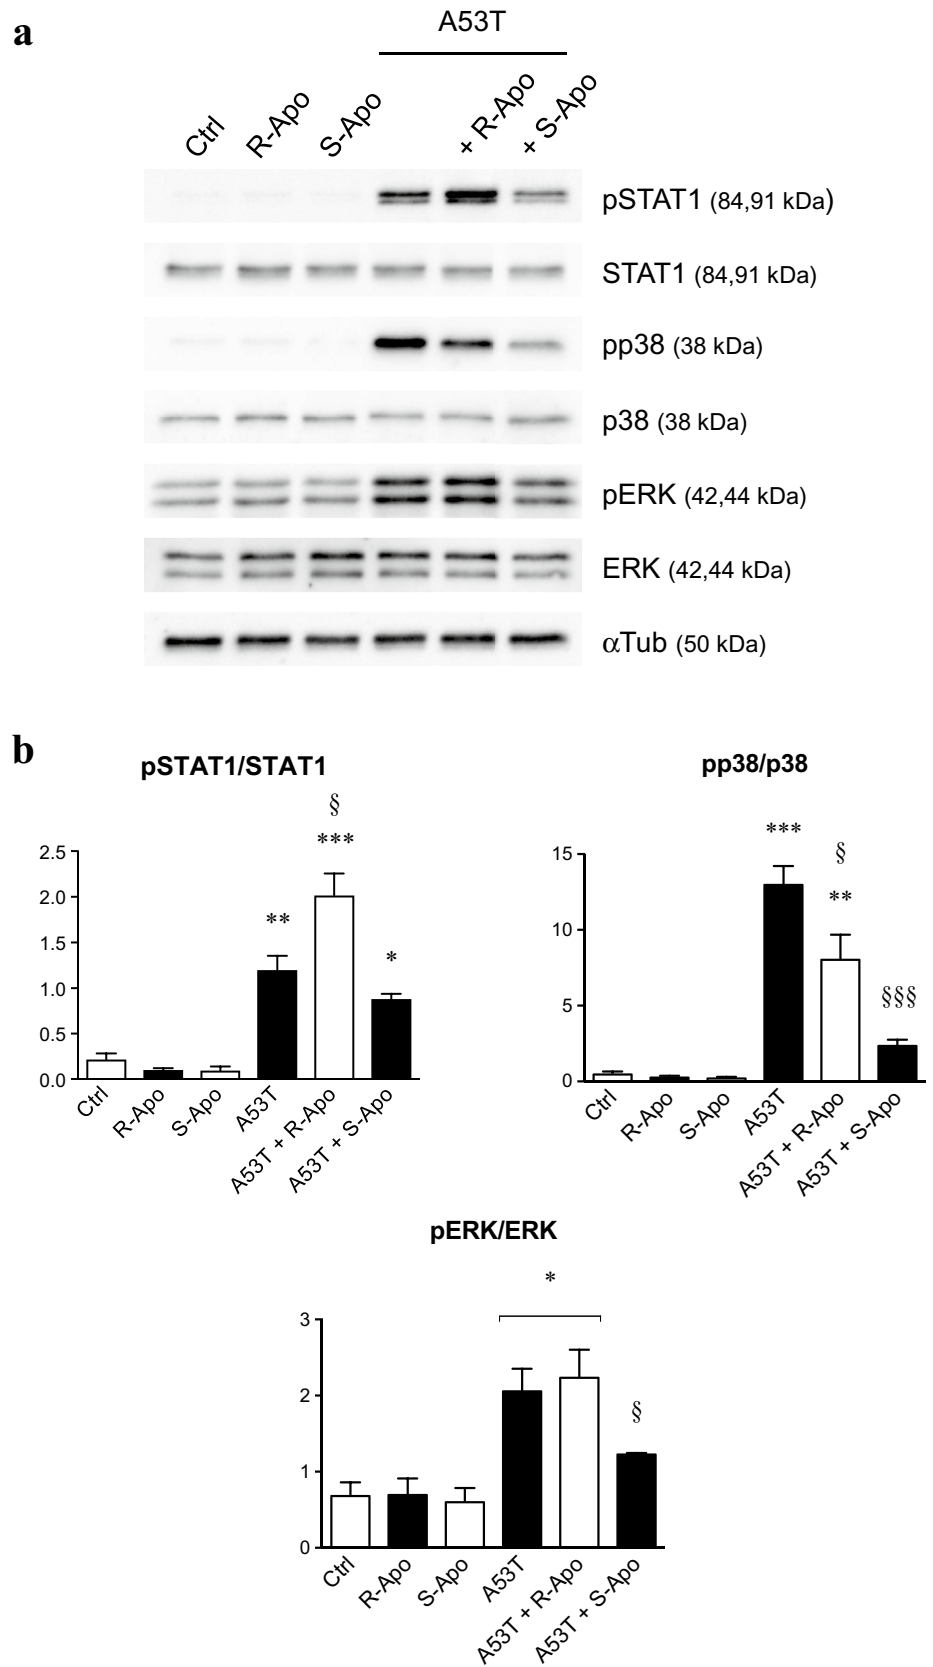 a
A53T
Ctrl R-Apo S-Apo + R-Apo + S-Apo
pSTAT1 (84,91 kDa)
STAT1 (84,91 kDa)
pp38 (38 kDa)
p38 (38 kDa)
pERK (42,44 kDa)
ERK (42,44 kDa)
αTub (50 kDa)
b
pSTAT1/STAT1
§
***
**
*
2.5
2.0
1.5
1.0
0.5
0.0
Ctrl R-Apo S-Apo A53T A53T + R-Apo A53T + S-Apo
pp38/p38
***
§
**
§§§
15
10
5
0
Ctrl R-Apo S-Apo A53T A53T + R-Apo A53T + S-Apo
pERK/ERK
*
§
3
2
1
0
Ctrl R-Apo S-Apo A53T A53T + R-Apo A53T + S-Apo